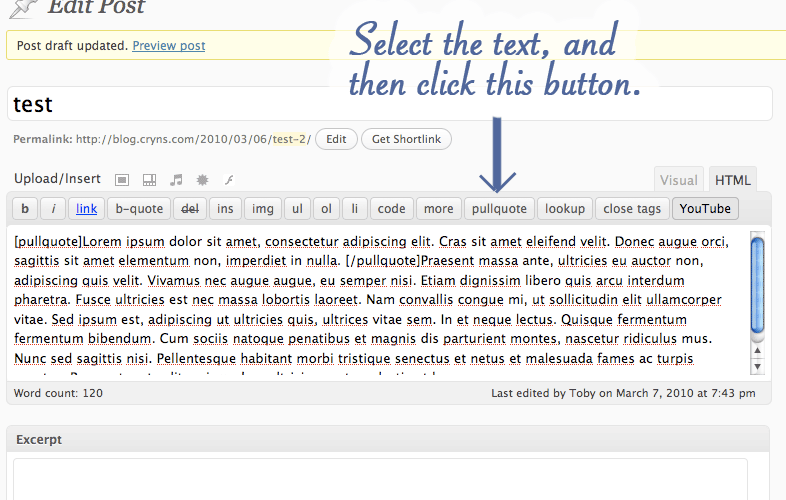 Edit Post
Select the text, and
then click this button.
Post draft updated. Preview post
test
Permalink: http://blog.cryns.com/2010/03/06/test-2/ Edit Get Shortlink
Upload/Insert Visual HTML
b i link b-quote del ins img ul ol li code more pullquote lookup close tags YouTube
[pullquote]Lorem ipsum dolor sit amet, consectetur adipiscing elit. Cras sit amet eleifend velit. Donec augue orci,
sagittis sit amet elementum non, imperdiet in nulla. [/pullquote]Praesent massa ante, ultricies eu auctor non,
adipiscing quis velit. Vivamus nec augue augue, eu semper nisi. Etiam dignissim libero quis arcu interdum
pharetra. Fusce ultricies est nec massa lobortis laoreet. Nam convallis congue mi, ut sollicitudin elit ullamcorper
vitae. Sed ipsum est, adipiscing ut ultricies quis, ultrices vitae sem. In et neque lectus. Quisque fermentum
fermentum bibendum. Cum sociis natoque penatibus et magnis dis parturient montes, nascetur ridiculus mus.
Nunc sed sagittis nisi. Pellentesque habitant morbi tristique senectus et netus et malesuada fames ac turpis
Word count: 120 Last edited by Toby on March 7, 2010 at 7:43 pm
Excerpt